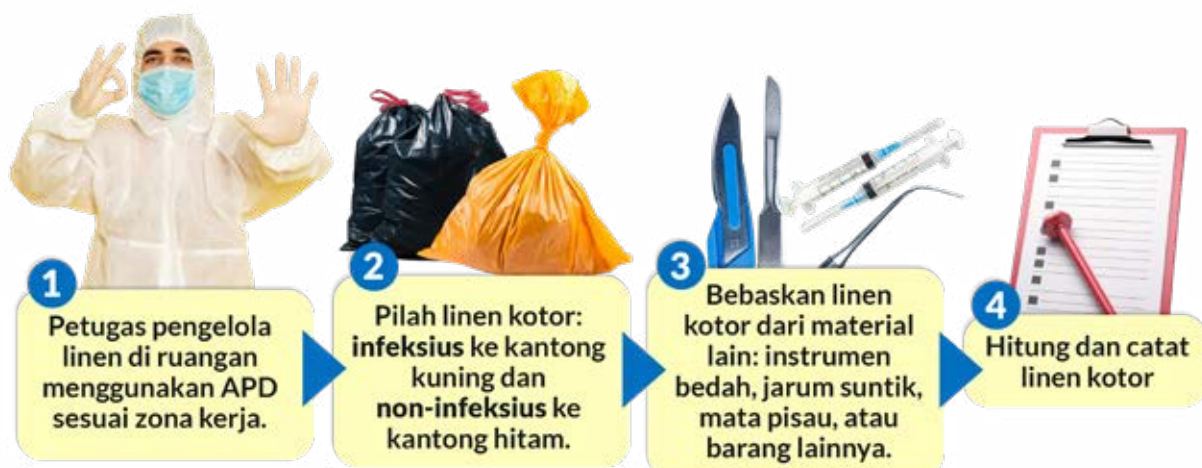 1
Petugas pengelola
linen di ruangan
menggunakan APD
sesuai zona kerja.
2
Pilah linen kotor:
infeksius ke kantong
kuning dan
non-infeksius ke
kantong hitam.
3
Bebaskan linen
kotor dari material
lain: instrumen
bedah, jarum suntik,
mata pisau, atau
barang lainnya.
4
Hitung dan catat
linen kotor